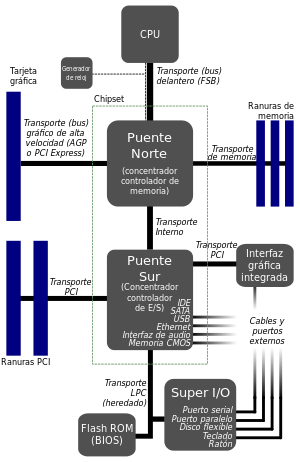 CPU
Generador
de reloj
Transporte (bus)
delantero (FSB)
Tarjeta
gráfica
Chipset
Ranuras de
memoria
Transporte (bus)
gráfico de alta
velocidad (AGP
o PCI Express)
Puente
Norte
(concentrador
controlador de
memoria)
Transporte
de memoria
Transporte
Interno
Transporte
PCI
Puente
Sur
(Concentrador
controlador
de E/S)
Interfaz
gráfica
integrada
Transporte
PCI
IDE
SATA
USB
Ethernet
Interfaz de audio
Memoria CMOS
Cables y
puertos
externos
Ranuras PCI
Transporte
LPC
(heredado)
Super I/O
Puerto serial
Puerto paralelo
Disco flexible
Teclado
Ratón
Flash ROM
(BIOS)